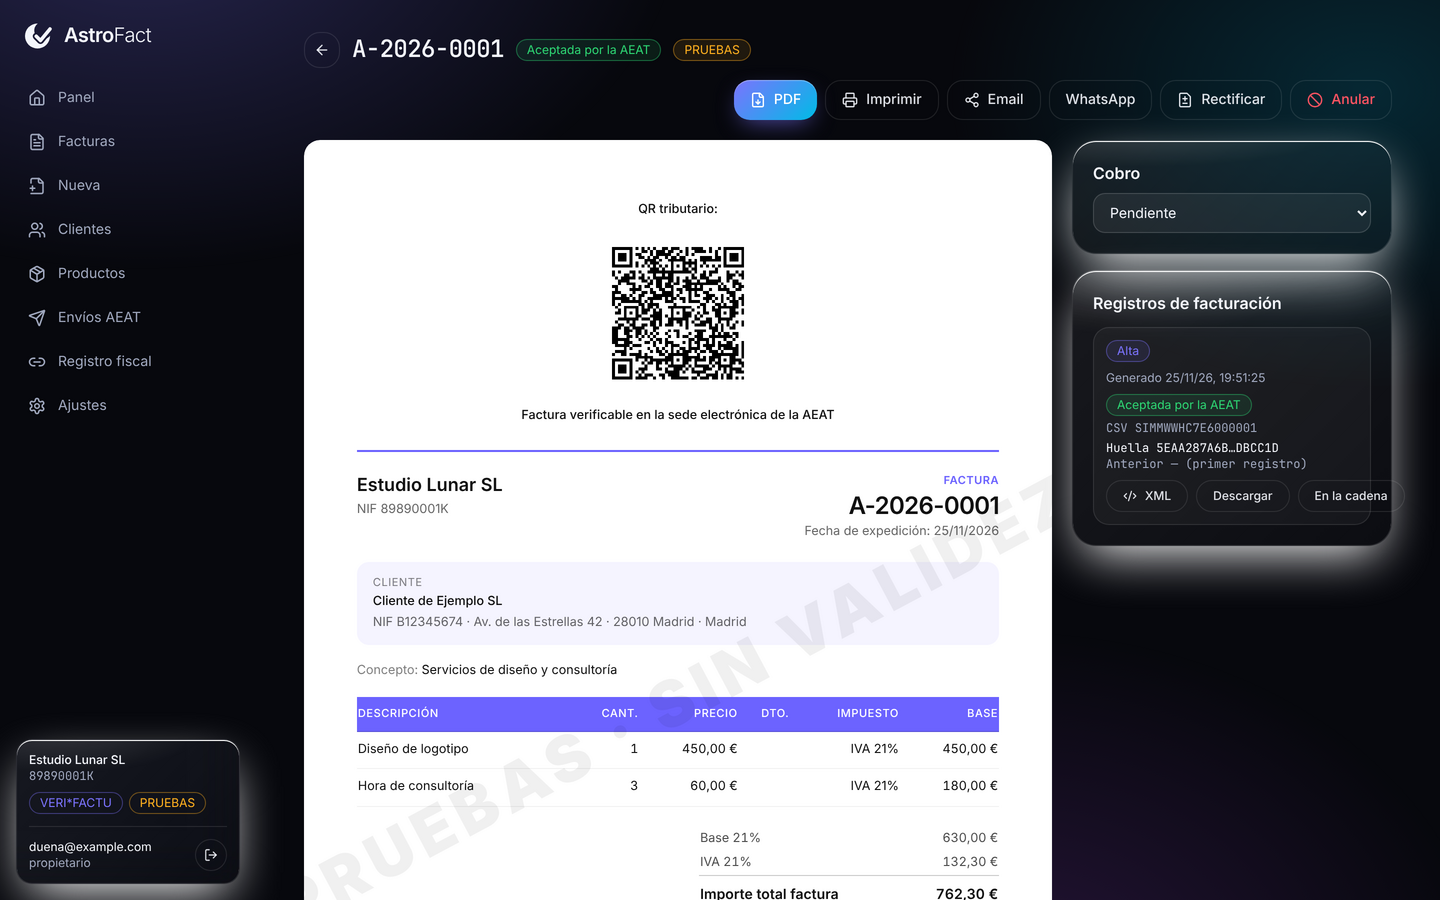 AstroFact
Panel
Facturas
Nueva
Clientes
Productos
Envíos AEAT
Registro fiscal
Ajustes
Estudio Lunar SL
89890001K
VERI*FACTU
PRUEBAS
duena@example.com
propietario
A-2026-0001
Aceptada por la AEAT
PRUEBAS
PDF
Imprimir
Email
WhatsApp
Rectificar
Anular
QR tributario:
Factura verificable en la sede electrónica de la AEAT
Estudio Lunar SL
NIF 89890001K
FACTURA
A-2026-0001
Fecha de expedición: 25/11/2026
CLIENTE
Cliente de Ejemplo SL
NIF B12345674 · Av. de las Estrellas 42 · 28010 Madrid · Madrid
Concepto: Servicios de diseño y consultoría
DESCRIPCIÓN CANT. PRECIO DTO. IMPUESTO BASE
Diseño de logotipo 1 450,00 € IVA 21% 450,00 €
Hora de consultoría 3 60,00 € IVA 21% 180,00 €
Base 21% 630,00 €
IVA 21% 132,30 €
Importe total factura 762,30 €
PRUEBAS · SIN VALIDEZ
Cobro
Pendiente
Registros de facturación
Alta
Generado 25/11/26, 19:51:25
Aceptada por la AEAT
CSV SIMMWWHC7E6000001
Huella 5EAA287A6B…DBCC1D
Anterior — (primer registro)
XML
Descargar
En la cadena